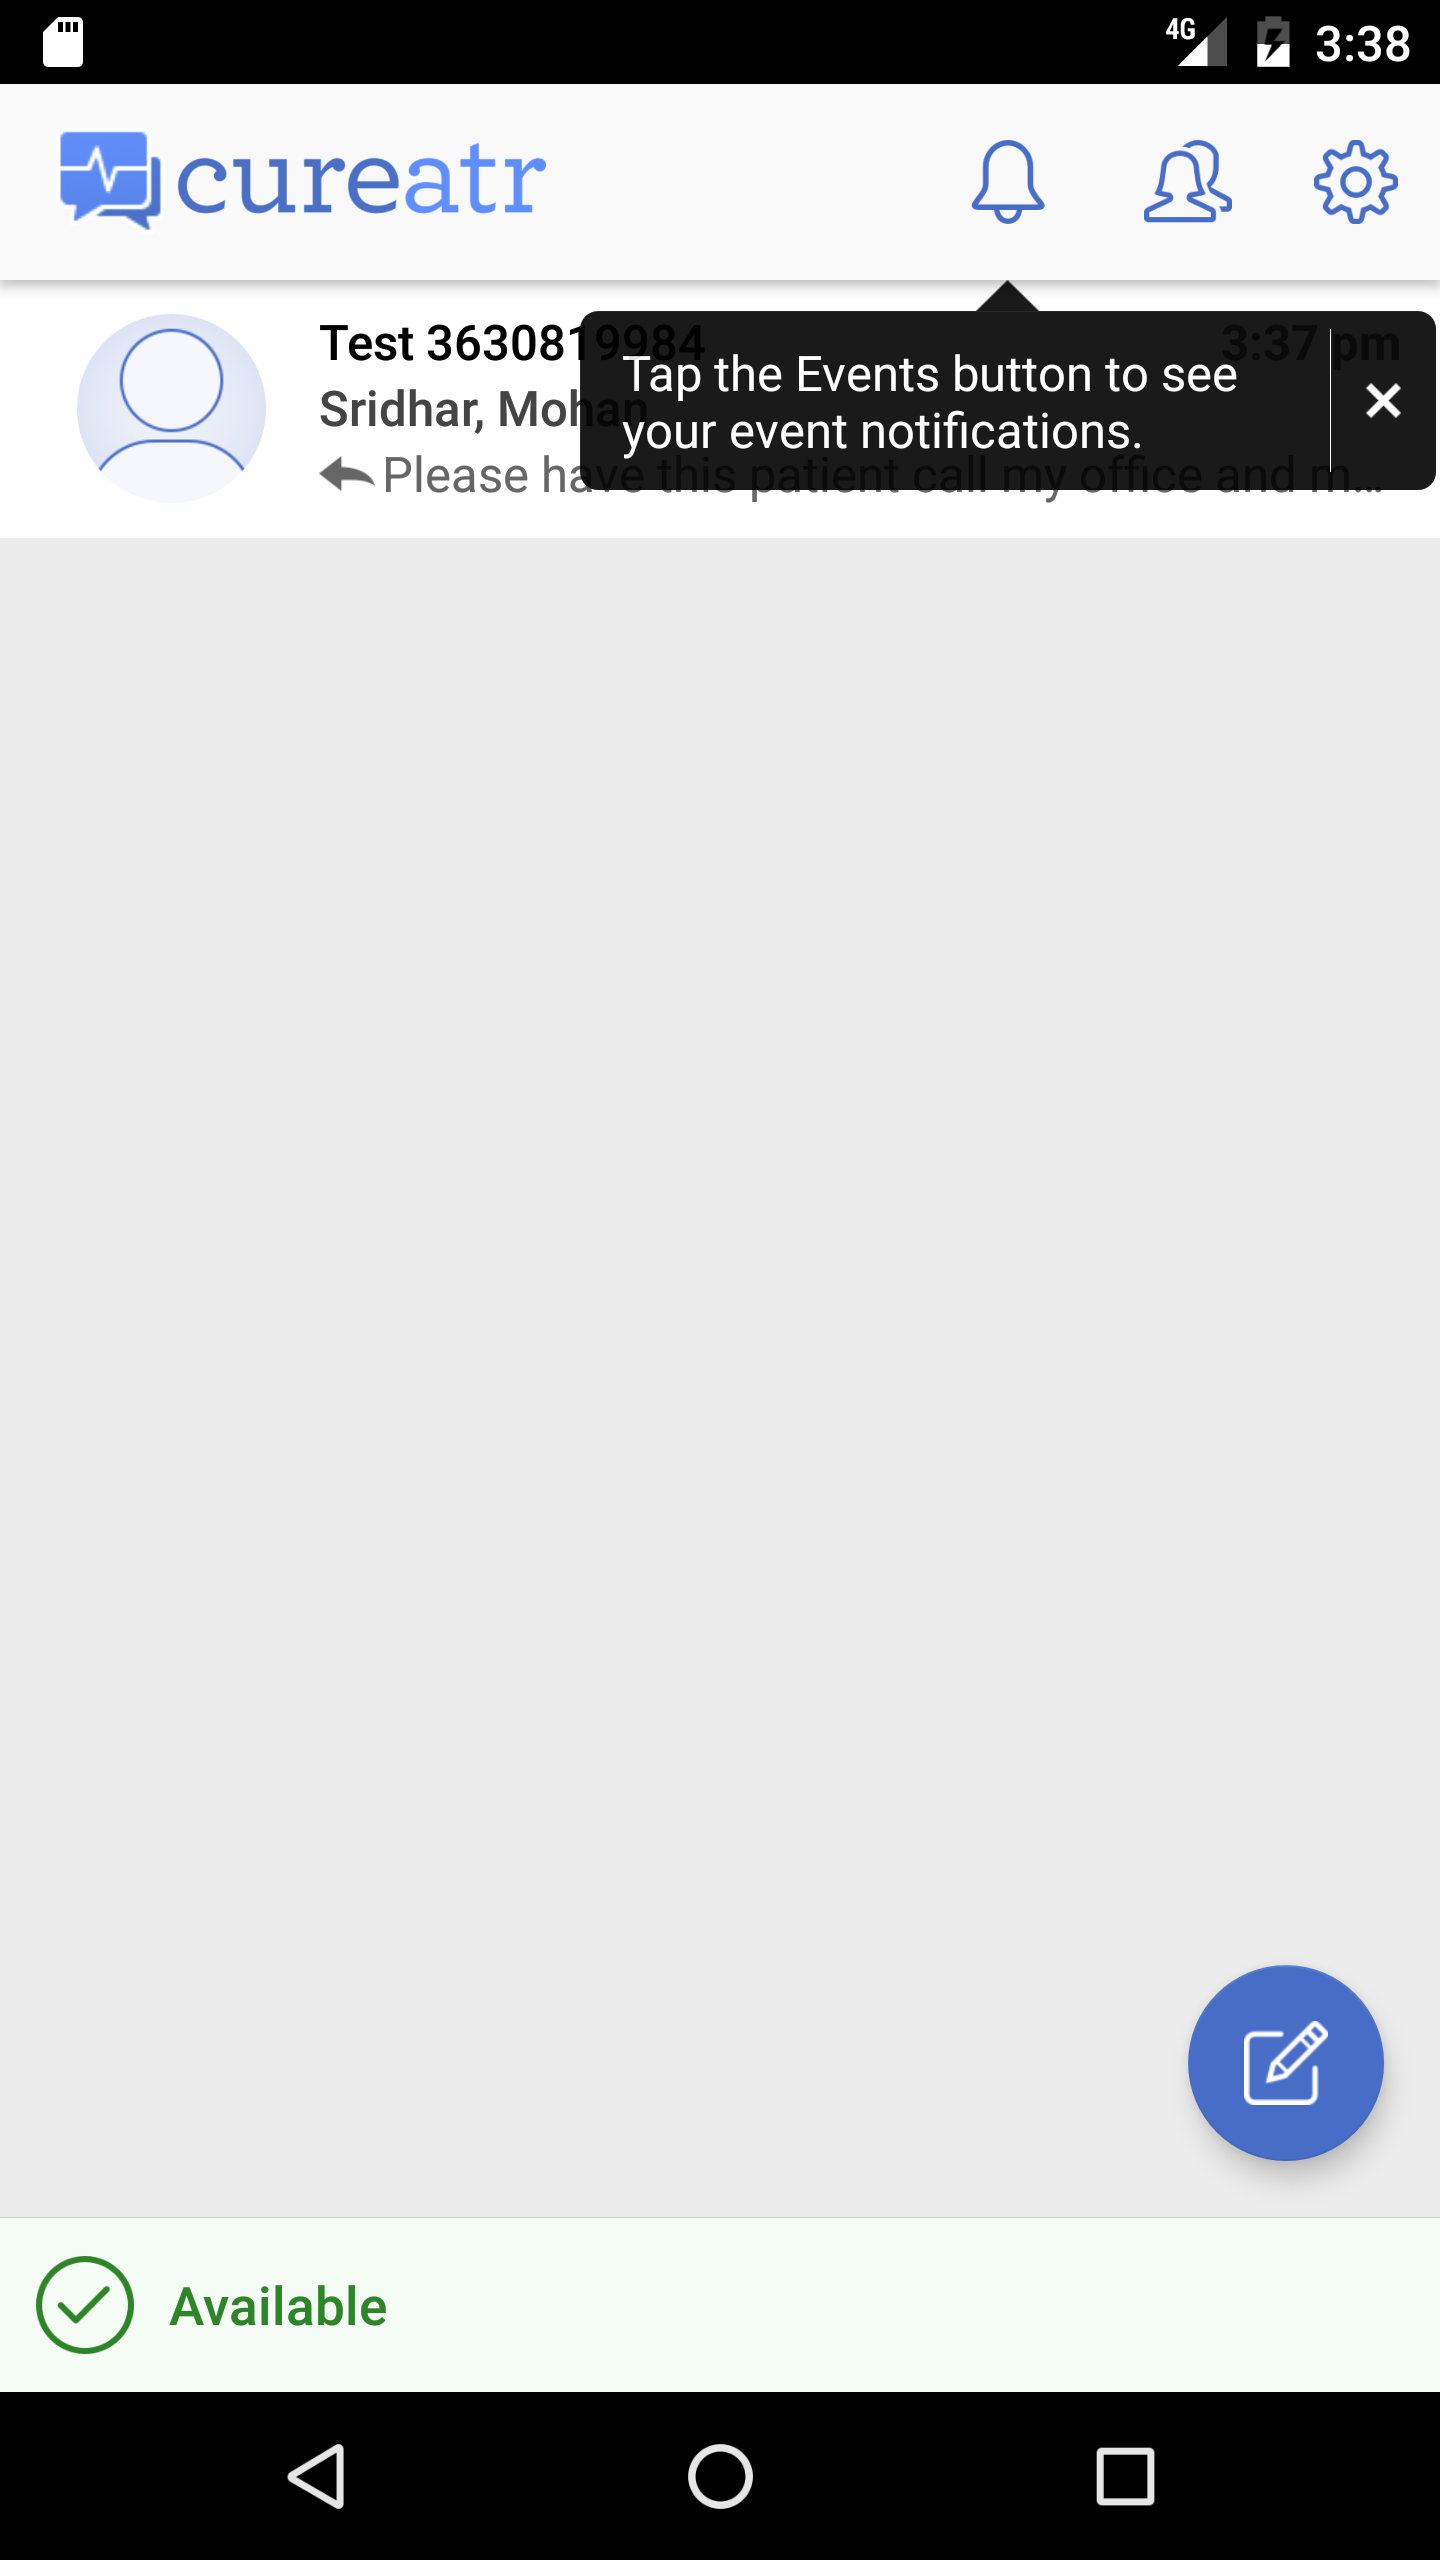 4G 3:38
cureatr
Test 3630819984 3:37 pm
Tap the Events button to see
Sridhar, Mohan
your event notifications.
Please have this patient call my office and m...
Available